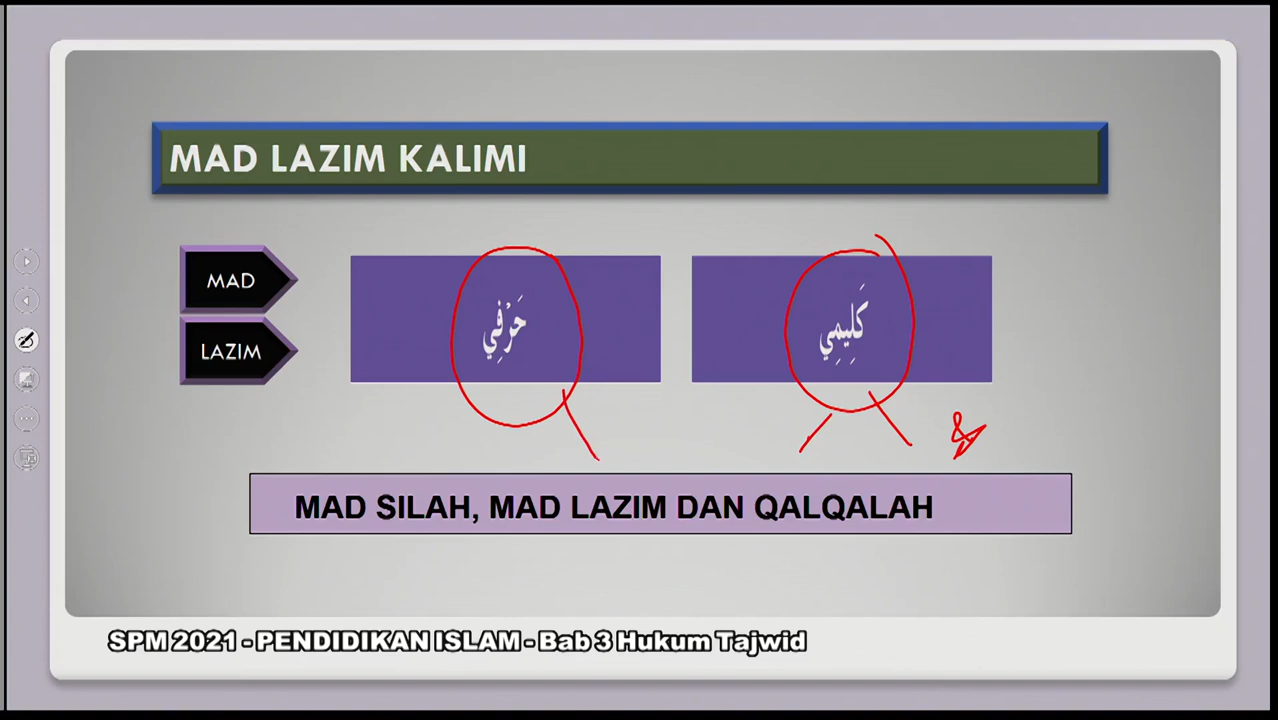 MAD LAZIM KALIMI
MAD
LAZIM
حَرْفِي
كَلِيمِي
MAD SILAH, MAD LAZIM DAN QALQALAH
SPM 2021 - PENDIDIKAN ISLAM - Bab 3 Hukum Tajwid